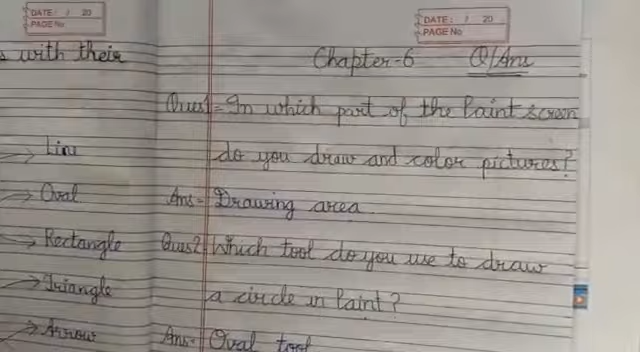 DATE: / 20
PAGE No
DATE: / 20
PAGE No
s with their
→ Line
→ Oval
→ Rectangle
→ Triangle
→ Arrow
Chapter-6 Q/Ans
Ques1= In which part of the Paint screen
do you draw and color pictures?
Ans= Drawing area.
Ques2 Which tool do you use to draw
a circle in Paint?
Ans= Oval tool